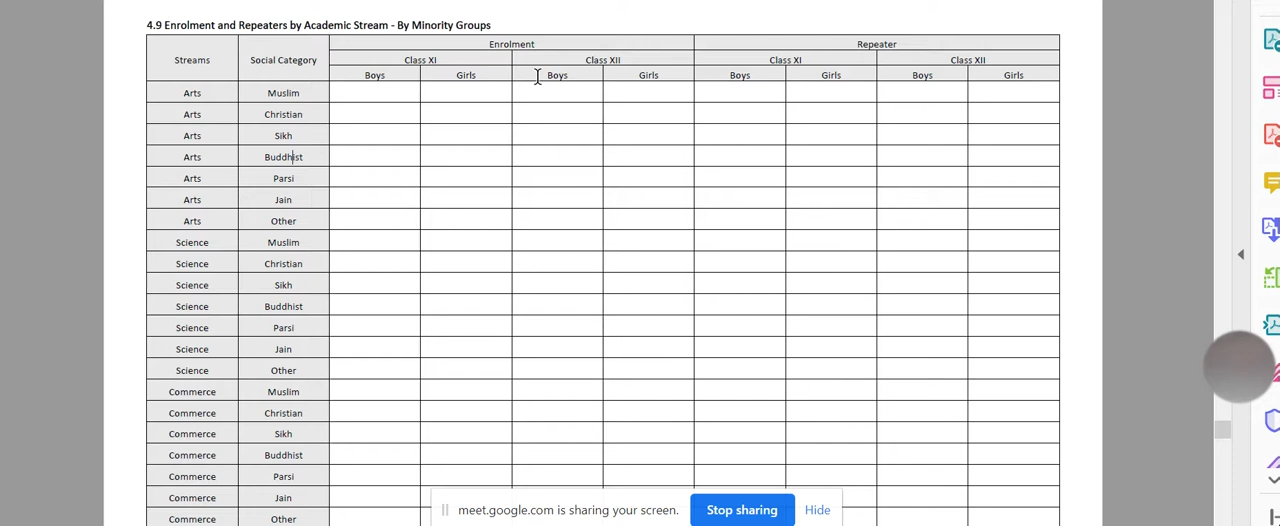 4.9 Enrolment and Repeaters by Academic Stream - By Minority Groups
Streams Social Category Enrolment Repeater
Class XI Class XII Class XI Class XII
Boys Girls Boys Girls Boys Girls Boys Girls
Arts Muslim
Arts Christian
Arts Sikh
Arts Buddhist
Arts Parsi
Arts Jain
Arts Other
Science Muslim
Science Christian
Science Sikh
Science Buddhist
Science Parsi
Science Jain
Science Other
Commerce Muslim
Commerce Christian
Commerce Sikh
Commerce Buddhist
Commerce Parsi
Commerce Jain
Commerce Other
meet.google.com is sharing your screen. Stop sharing Hide